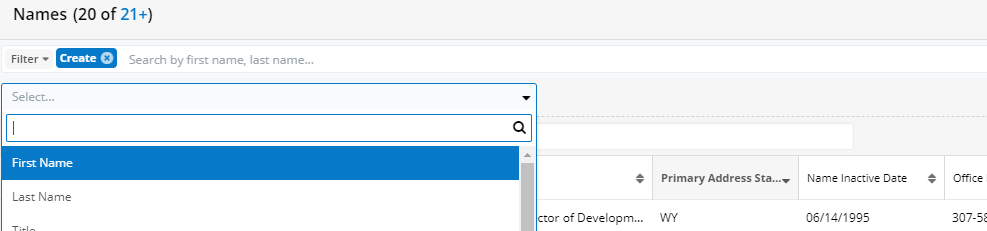 Names (20 of 21+)
Filter Create Search by first name, last name...
Select...
First Name
Last Name
Title
Primary Address Sta... Name Inactive Date Office
ctor of Developm... WY 06/14/1995 307-58